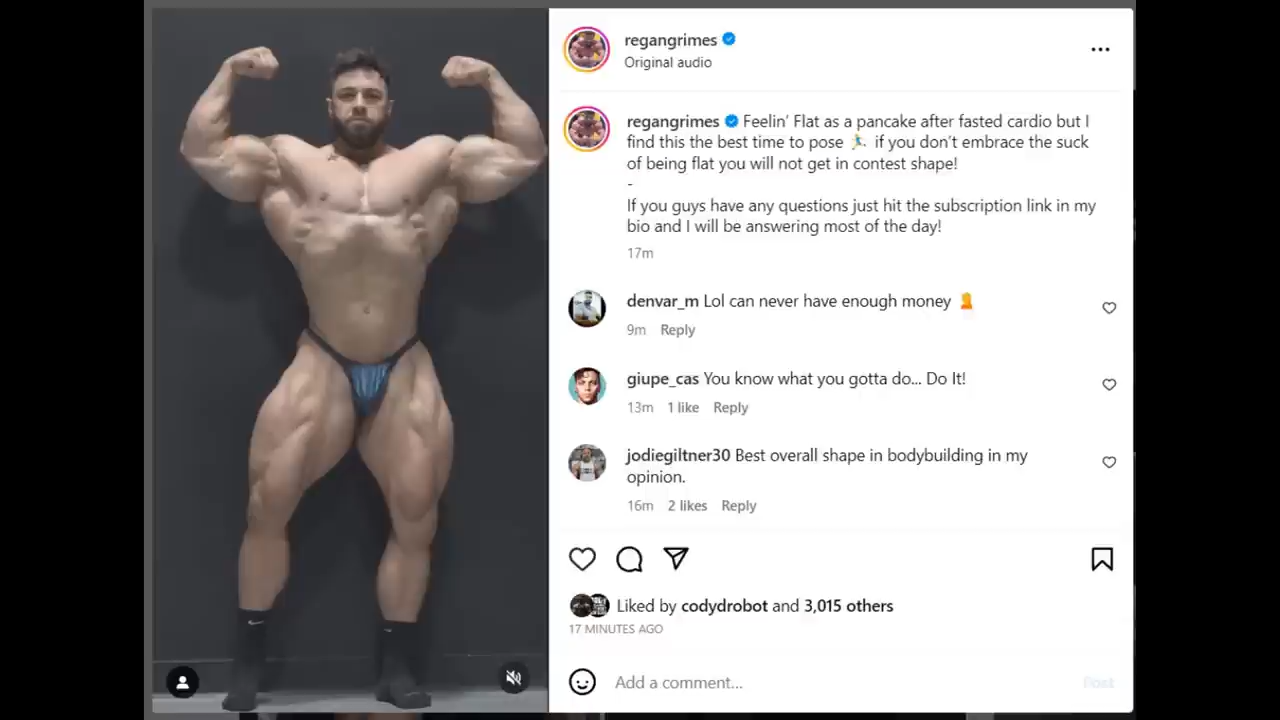 regangrimes
Original audio
regangrimes Feelin' Flat as a pancake after fasted cardio but I
find this the best time to pose 🏃 if you don't embrace the suck
of being flat you will not get in contest shape!
-
If you guys have any questions just hit the subscription link in my
bio and I will be answering most of the day!
17m
denvar_m Lol can never have enough money
9m Reply
giupe_cas You know what you gotta do... Do It!
13m 1 like Reply
jodiegiltner30 Best overall shape in bodybuilding in my
opinion.
16m 2 likes Reply
Liked by codydrobot and 3,015 others
17 MINUTES AGO
Add a comment... Post